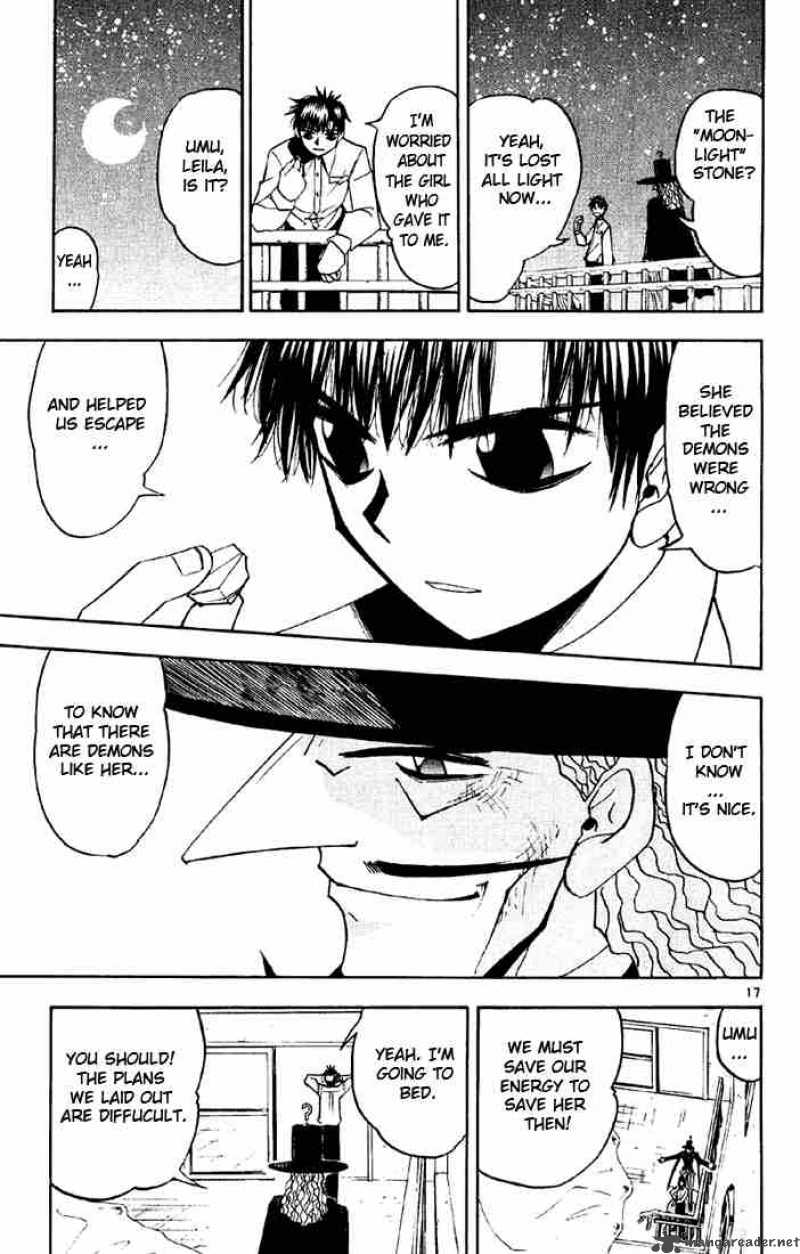 THE
"MOON-
LIGHT"
STONE?
YEAH,
IT'S LOST
ALL LIGHT
NOW...
I'M
WORRIED
ABOUT
THE GIRL
WHO
GAVE IT
TO ME.
UMU,
LEILA,
IS IT?
YEAH
...
SHE
BELIEVED
THE
DEMONS
WERE
WRONG
...
AND HELPED
US ESCAPE
...
I DON'T
KNOW
...
IT'S NICE.
TO KNOW
THAT THERE
ARE DEMONS
LIKE HER...
17
UMU
...
WE MUST
SAVE OUR
ENERGY TO
SAVE HER
THEN!
YEAH. I'M
GOING TO
BED.
?
YOU SHOULD!
THE PLANS
WE LAID OUT
ARE DIFFUCULT.
mangareader.net